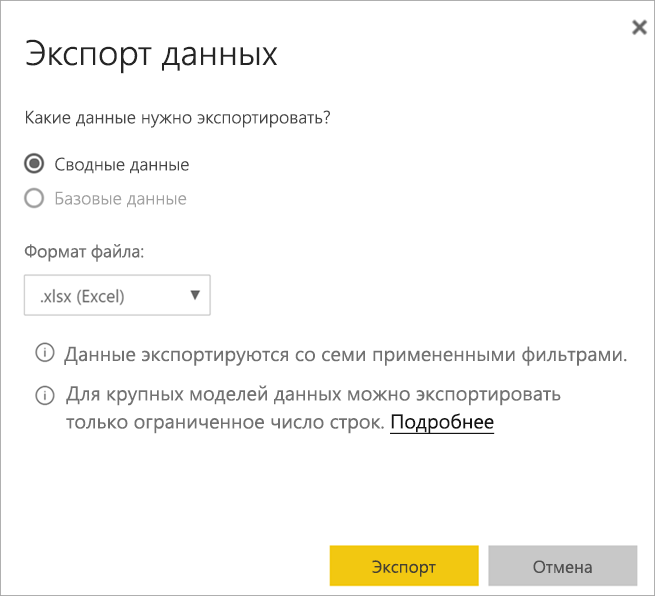 Экспорт данных
Какие данные нужно экспортировать?
Сводные данные
Базовые данные
Формат файла:
.xlsx (Excel)
Данные экспортируются со семи примененными фильтрами.
Для крупных моделей данных можно экспортировать
только ограниченное число строк. Подробнее
Экспорт
Отмена